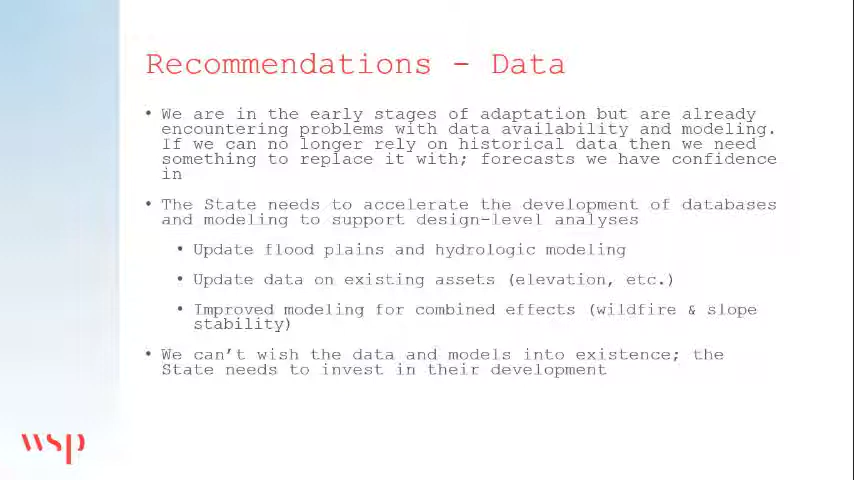 Recommendations - Data
• We are in the early stages of adaptation but are already
encountering problems with data availability and modeling.
If we can no longer rely on historical data then we need
something to replace it with; forecasts we have confidence
in
• The State needs to accelerate the development of databases
and modeling to support design-level analyses
• Update flood plains and hydrologic modeling
• Update data on existing assets (elevation, etc.)
• Improved modeling for combined effects (wildfire & slope
stability)
• We can't wish the data and models into existence; the
State needs to invest in their development
wsp